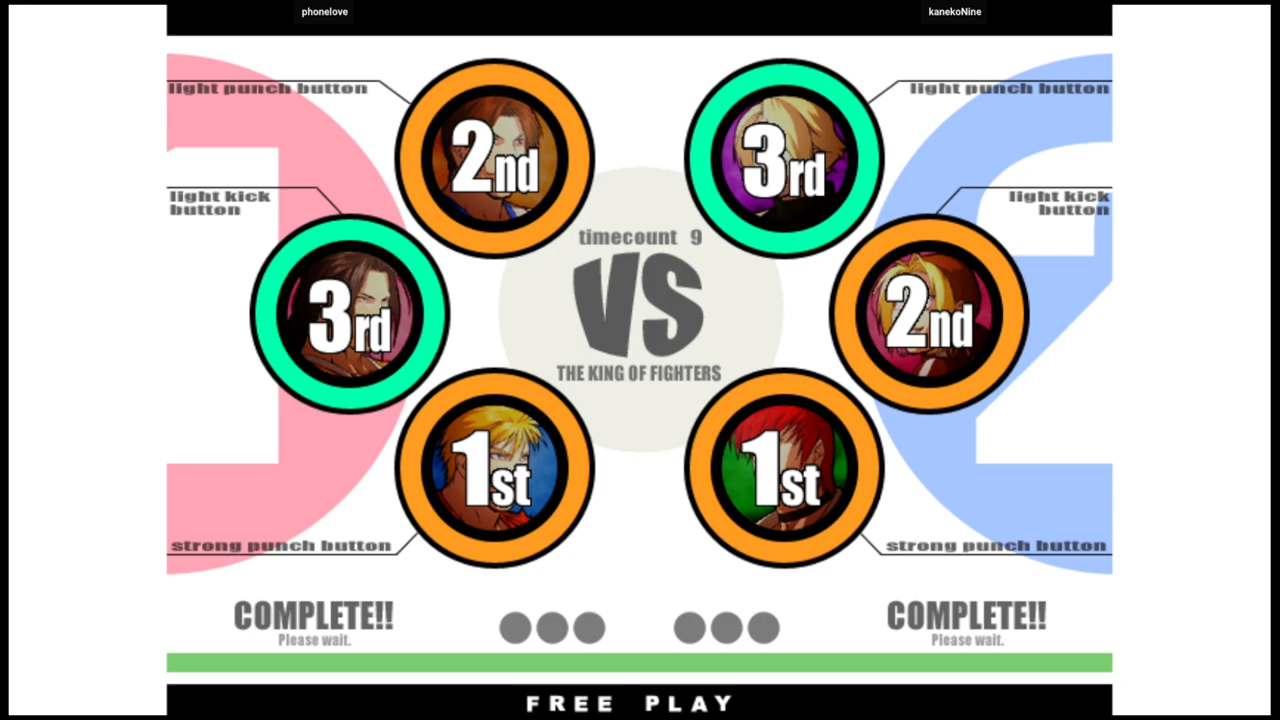 phonelove
kanekoNine
light punch button
light punch button
2nd
3rd
light kick
button
light kick
button
timecount 9
VS
THE KING OF FIGHTERS
3rd
2nd
1st
1st
strong punch button
strong punch button
COMPLETE!!
Please wait.
COMPLETE!!
Please wait.
FREE PLAY